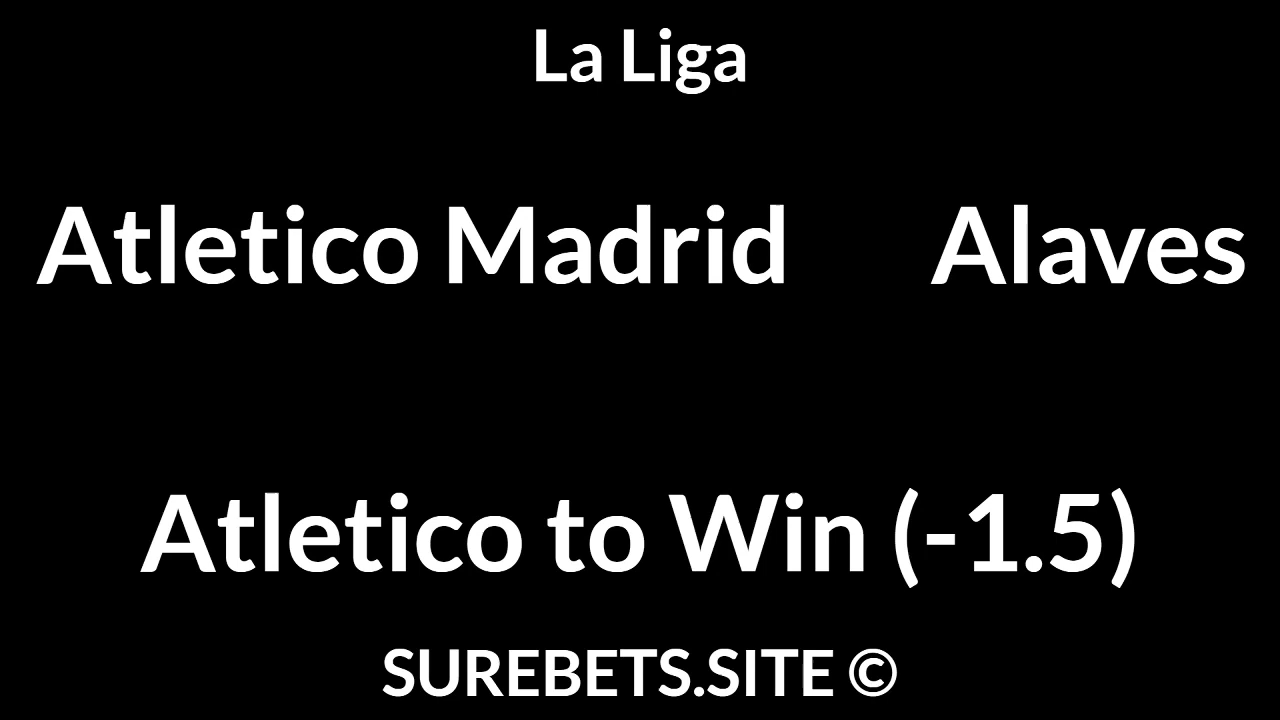 La Liga
Atletico Madrid Alaves
Atletico to Win (-1.5)
SUREBETS.SITE ©